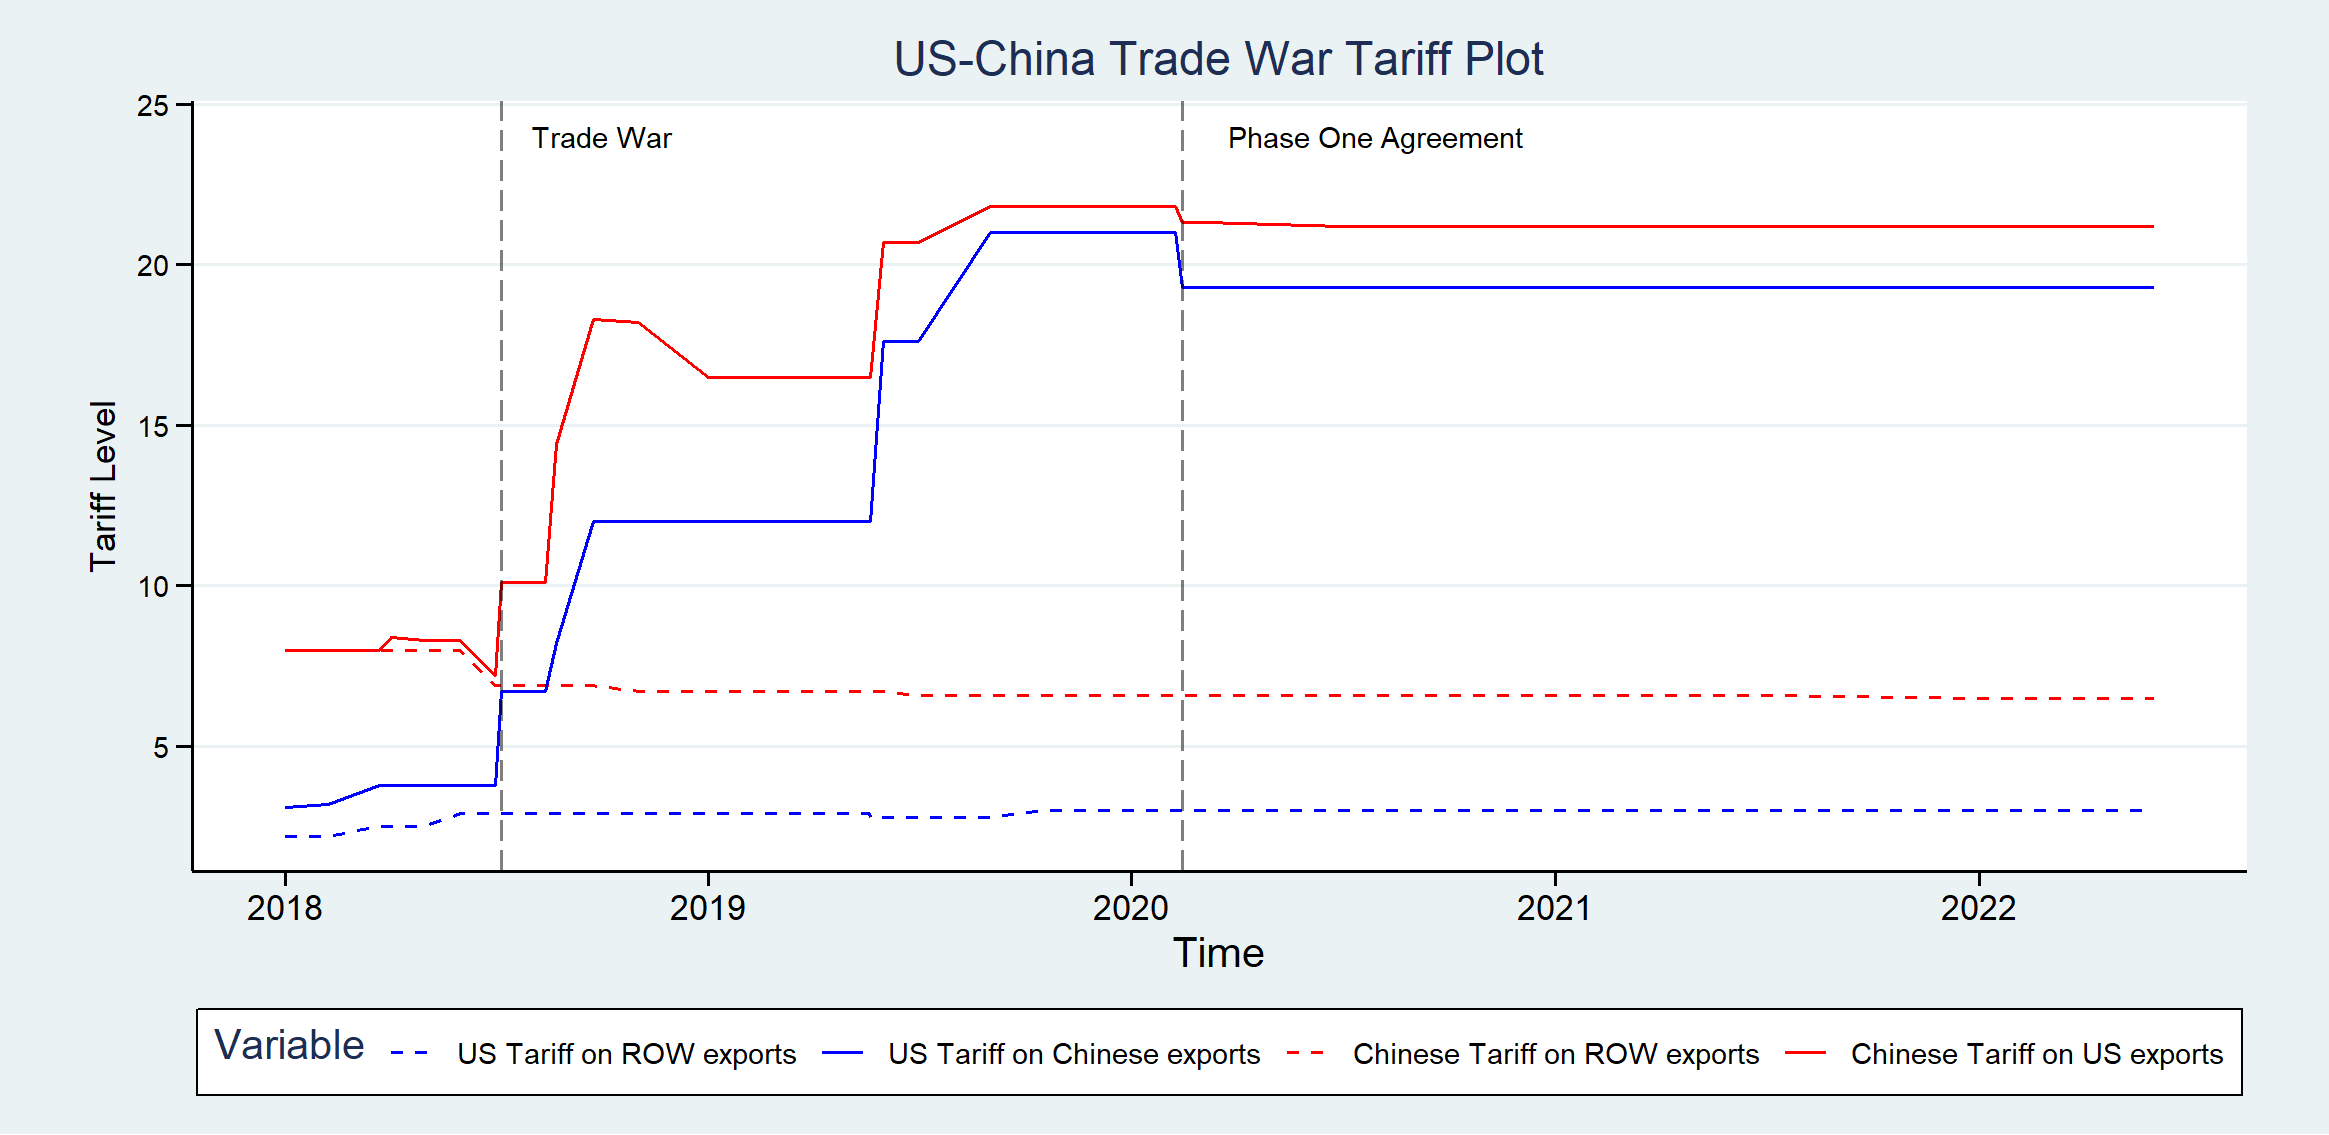 US-China Trade War Tariff Plot
25
Trade War
Phase One Agreement
20
15
10
5
Tariff Level
2018
2019
2020
2021
2022
Time
Variable
US Tariff on ROW exports
US Tariff on Chinese exports
Chinese Tariff on ROW exports
Chinese Tariff on US exports